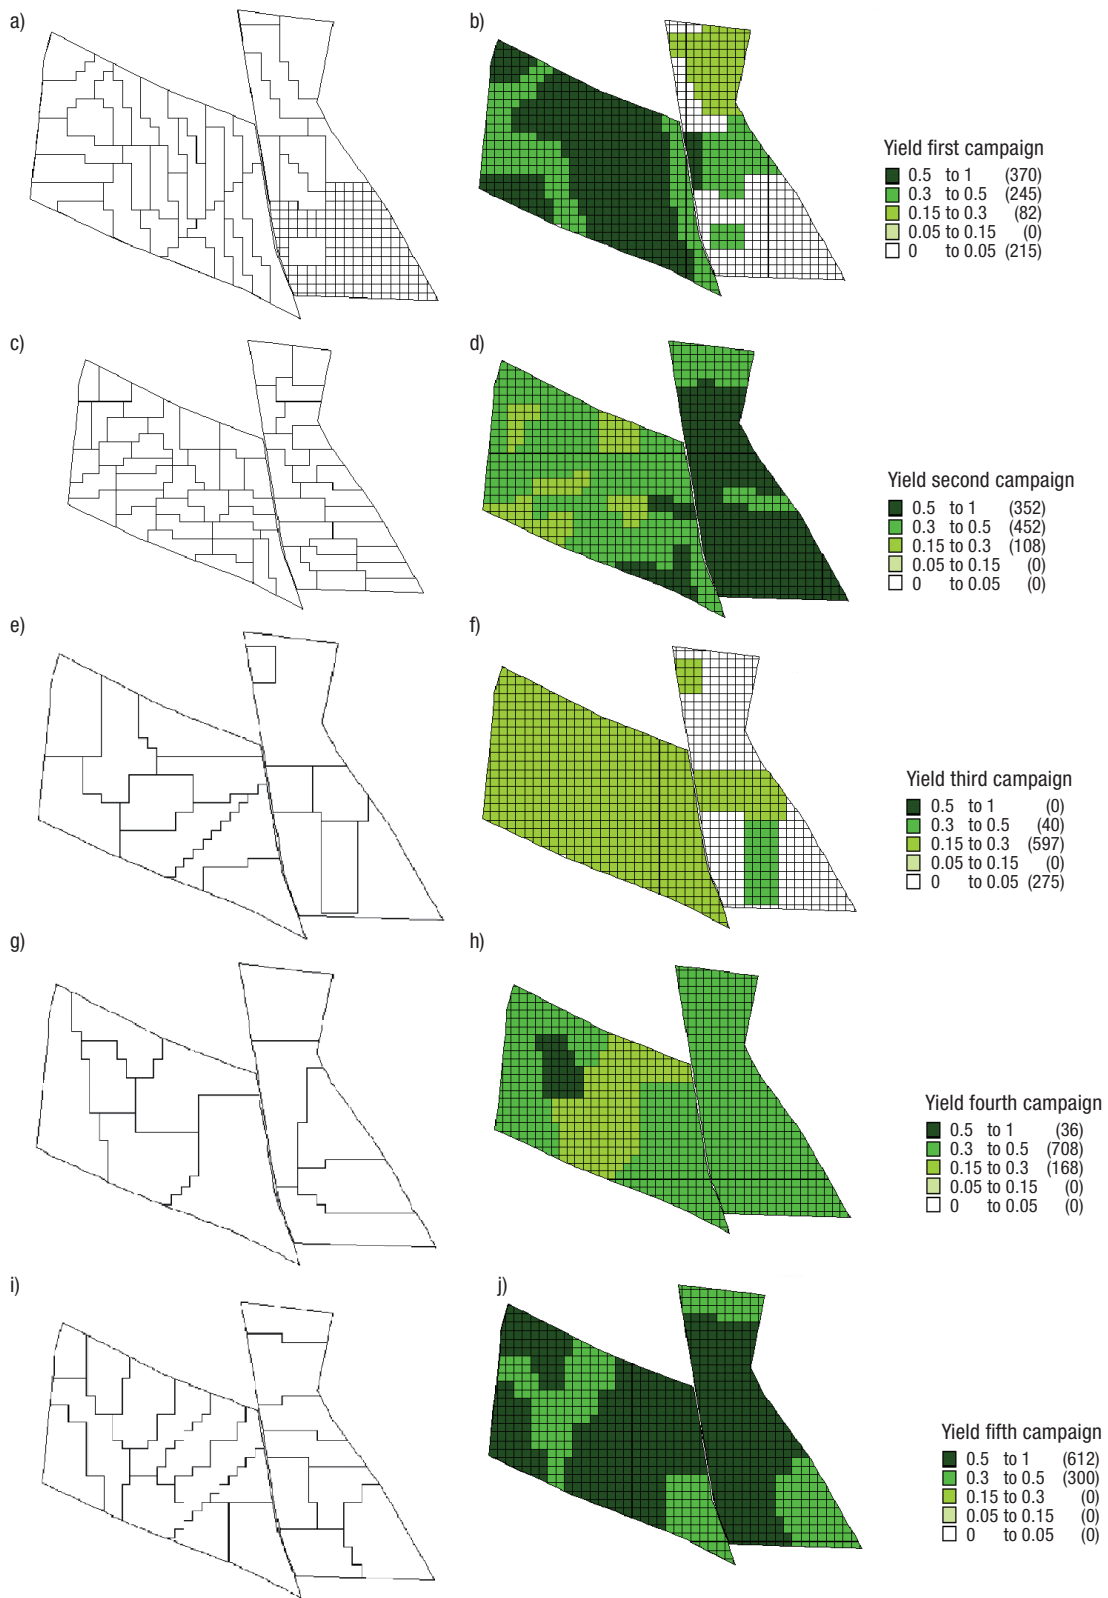 a)
b)
Yield first campaign
0.5 to 1 (370)
0.3 to 0.5 (245)
0.15 to 0.3 (82)
0.05 to 0.15 (0)
0 to 0.05 (215)
c)
d)
Yield second campaign
0.5 to 1 (352)
0.3 to 0.5 (452)
0.15 to 0.3 (108)
0.05 to 0.15 (0)
0 to 0.05 (0)
e)
f)
Yield third campaign
0.5 to 1 (0)
0.3 to 0.5 (40)
0.15 to 0.3 (597)
0.05 to 0.15 (0)
0 to 0.05 (275)
g)
h)
Yield fourth campaign
0.5 to 1 (36)
0.3 to 0.5 (708)
0.15 to 0.3 (168)
0.05 to 0.15 (0)
0 to 0.05 (0)
i)
j)
Yield fifth campaign
0.5 to 1 (612)
0.3 to 0.5 (300)
0.15 to 0.3 (0)
0.05 to 0.15 (0)
0 to 0.05 (0)